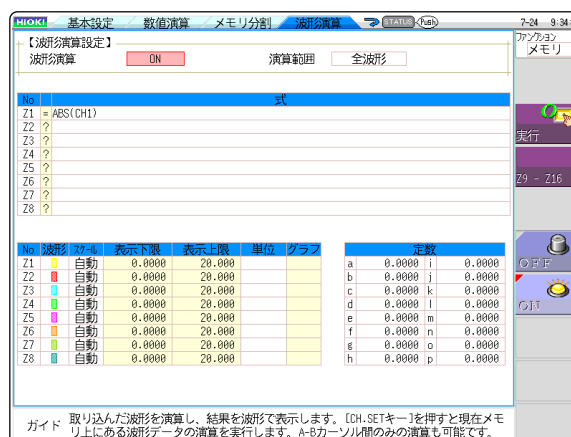 HIOKI 基本設定 数値演算 メモリ分割 波形演算 STATUS Push 7-24 9:34:
ファンクション
メモリ
【波形演算設定】
波形演算 ON 演算範囲 全波形
No 式
Z1 = ABS(CH1)
Z2 ?
Z3 ?
Z4 ?
Z5 ?
Z6 ?
Z7 ?
Z8 ?
実行
Z9 - Z16
OFF
ON
No 波形 スケール 表示下限 表示上限 単位 グラフ
Z1 自動 0.0000 20.000
Z2 自動 0.0000 20.000
Z3 自動 0.0000 20.000
Z4 自動 0.0000 20.000
Z5 自動 0.0000 20.000
Z6 自動 0.0000 20.000
Z7 自動 0.0000 20.000
Z8 自動 0.0000 20.000
定数
a 0.0000 i 0.0000
b 0.0000 j 0.0000
c 0.0000 k 0.0000
d 0.0000 l 0.0000
e 0.0000 m 0.0000
f 0.0000 n 0.0000
g 0.0000 o 0.0000
h 0.0000 p 0.0000
ガイド 取り込んだ波形を演算し、結果を波形で表示します。[CH.SETキー]を押すと現在メモ
リ上にある波形データの演算を実行します。A-Bカーソル間のみの演算も可能です。